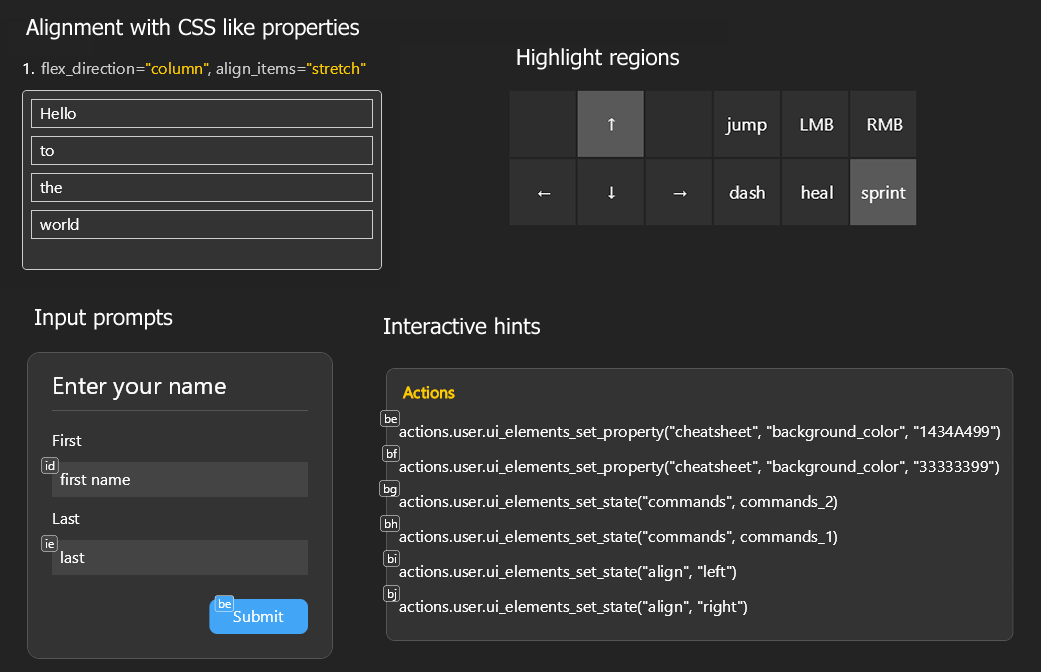 Alignment with CSS like properties
1. flex_direction="column", align_items="stretch"
Hello
to
the
world
Highlight regions
↑ jump LMB RMB
← ↓ → dash heal sprint
Input prompts
Enter your name
First
id
first name
Last
ie
last
be
Submit
Interactive hints
Actions
be
actions.user.ui_elements_set_property("cheatsheet", "background_color", "1434A499")
bf
actions.user.ui_elements_set_property("cheatsheet", "background_color", "33333399")
bg
actions.user.ui_elements_set_state("commands", commands_2)
bh
actions.user.ui_elements_set_state("commands", commands_1)
bi
actions.user.ui_elements_set_state("align", "left")
bj
actions.user.ui_elements_set_state("align", "right")